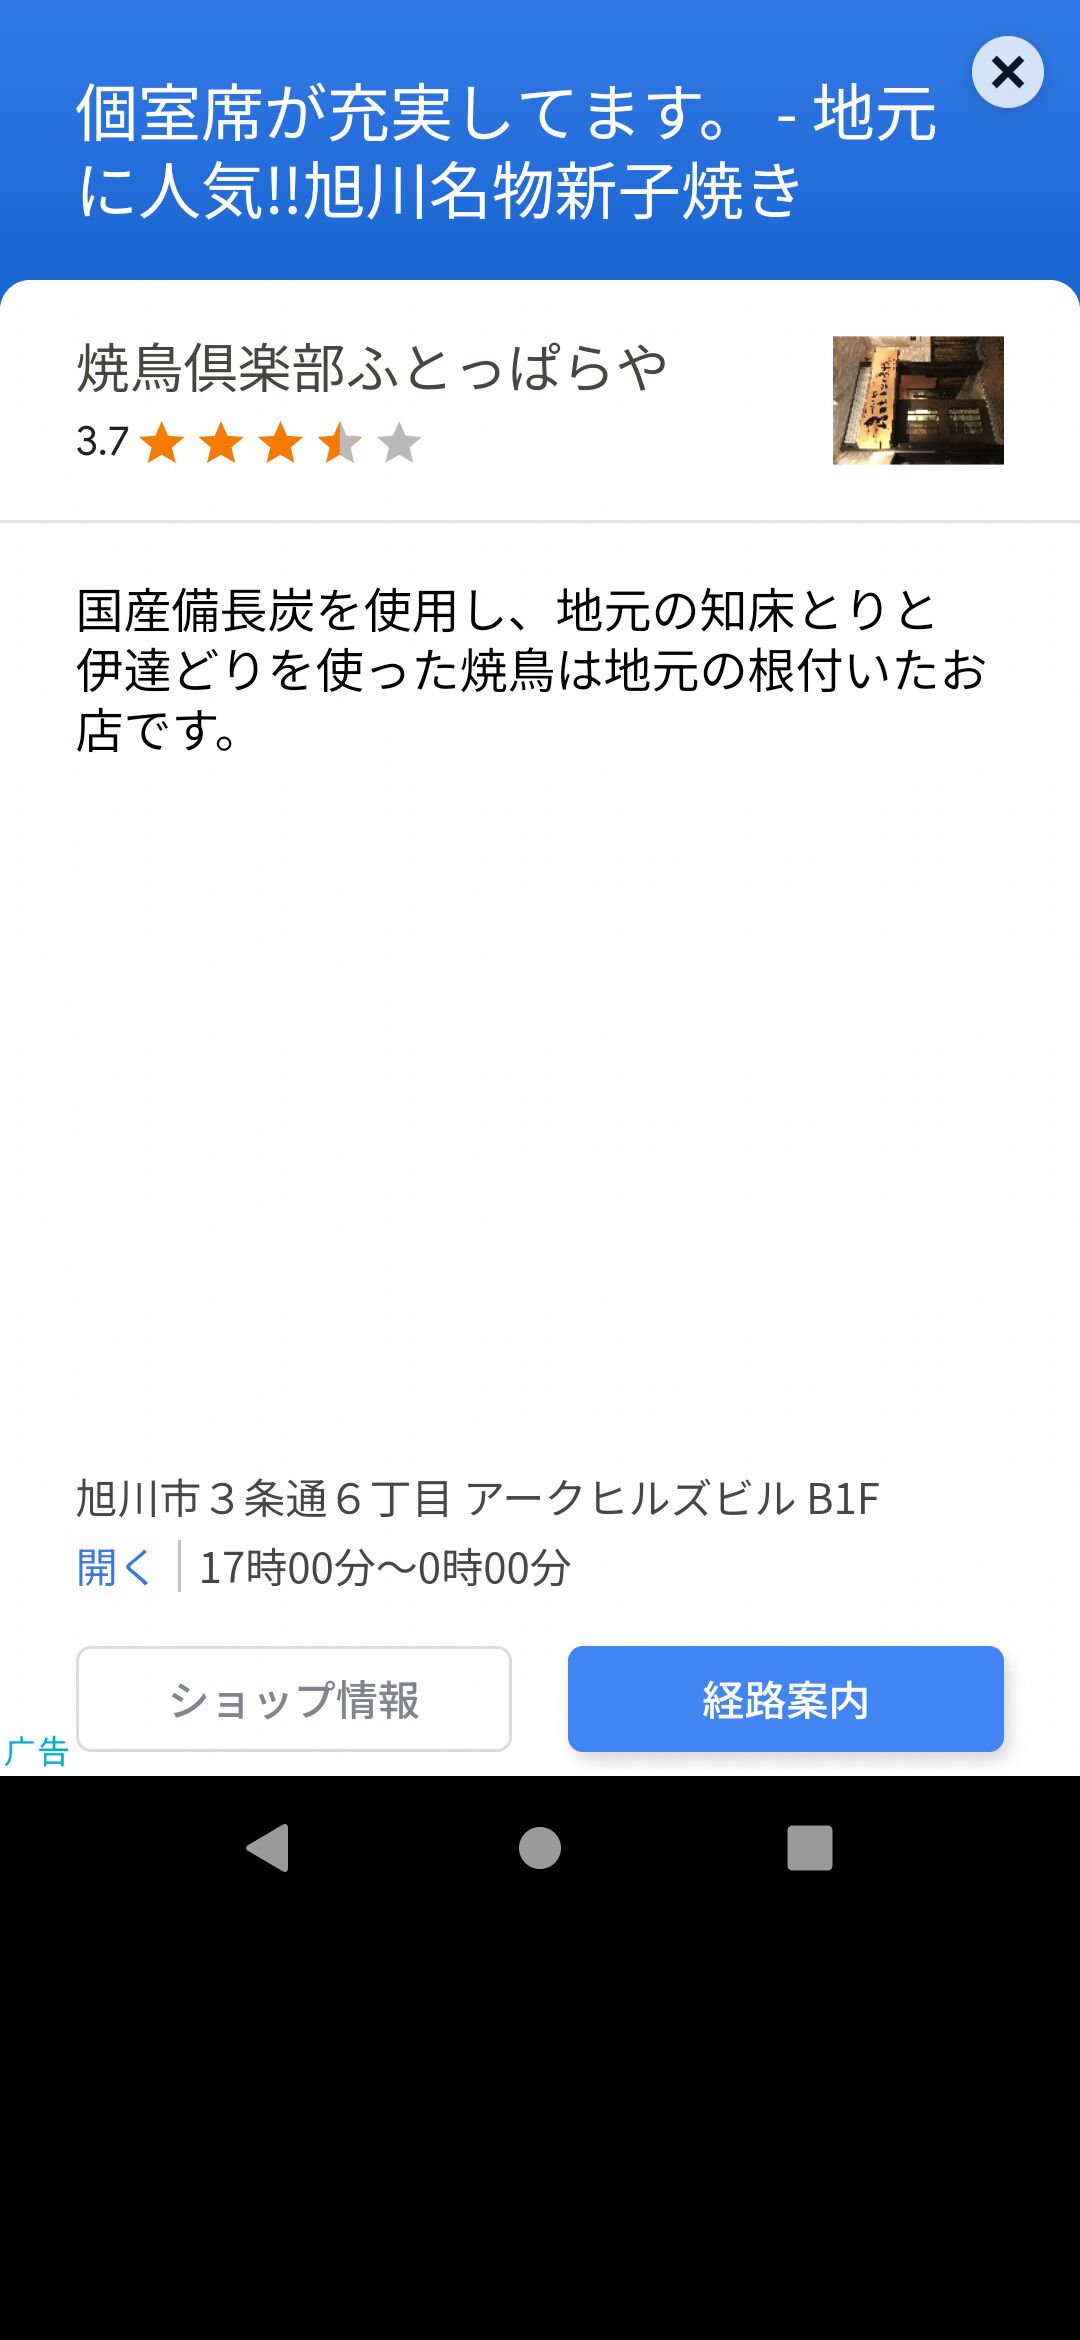 個室席が充実してます。 - 地元
に人気!!旭川名物新子焼き
焼鳥倶楽部ふとっぱらや
3.7
国産備長炭を使用し、地元の知床とりと
伊達どりを使った焼鳥は地元の根付いたお
店です。
旭川市３条通６丁目 アークヒルズビル B1F
開く | 17時00分～0時00分
ショップ情報
経路案内
广告